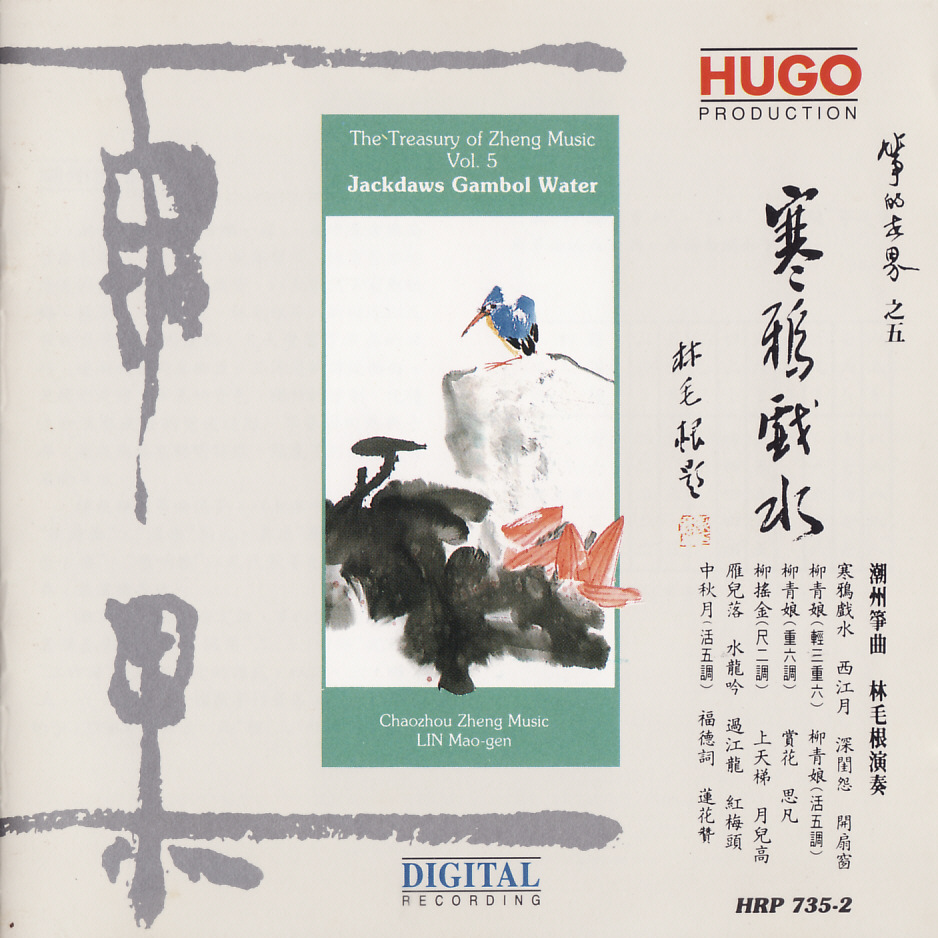 HUGO
PRODUCTION
The Treasury of Zheng Music
Vol. 5
Jackdaws Gambol Water
箏的世界 之五
寒鴉戲水
林毛根題
潮州箏曲 林毛根演奏
寒鴉戲水 西江月 深閨怨 開扇窗
柳青娘(輕三重六) 柳青娘(活五調)
柳青娘(重六調) 賞花 思凡
柳搖金(尺二調) 上天梯 月兒高
雁兒落 水龍吟 過江龍 紅梅頭
中秋月(活五調) 福德詞 蓮花贊
Chaozhou Zheng Music
LIN Mao-gen
DIGITAL
RECORDING
HRP 735-2